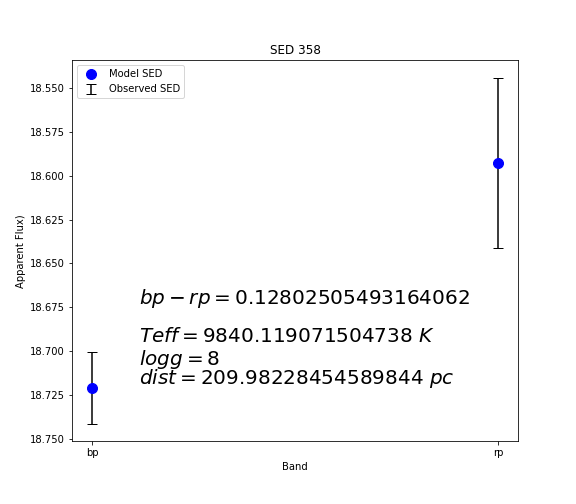 SED 358
Model SED
Observed SED
18.550
18.575
18.600
18.625
18.650
18.675
18.700
18.725
18.750
Apparent Flux)
bp − rp = 0.12802505493164062
Teff = 9840.119071504738 K
logg = 8
dist = 209.98228454589844 pc
bp
rp
Band